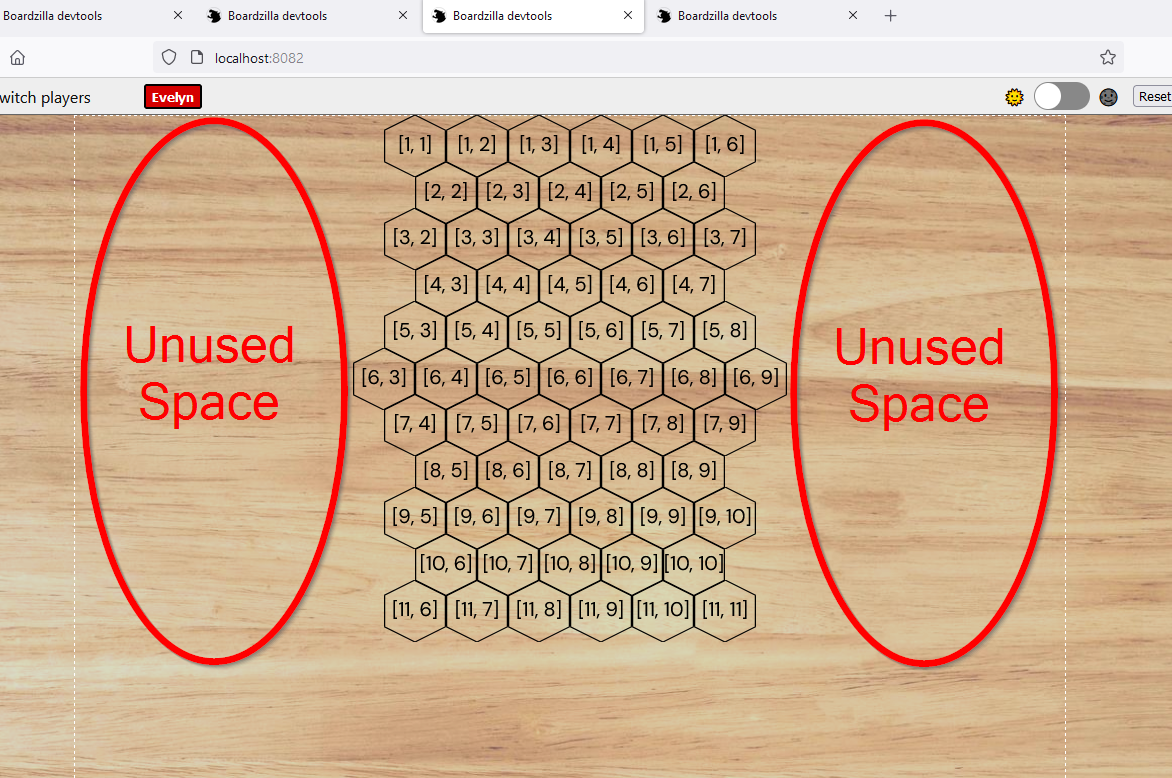 Boardzilla devtools Boardzilla devtools Boardzilla devtools Boardzilla devtools
localhost:8082
witch players Evelyn Reset
[1, 1] [1, 2] [1, 3] [1, 4] [1, 5] [1, 6]
[2, 2] [2, 3] [2, 4] [2, 5] [2, 6]
[3, 2] [3, 3] [3, 4] [3, 5] [3, 6] [3, 7]
[4, 3] [4, 4] [4, 5] [4, 6] [4, 7]
[5, 3] [5, 4] [5, 5] [5, 6] [5, 7] [5, 8]
Unused
Space
[6, 3] [6, 4] [6, 5] [6, 6] [6, 7] [6, 8] [6, 9]
Unused
Space
[7, 4] [7, 5] [7, 6] [7, 7] [7, 8] [7, 9]
[8, 5] [8, 6] [8, 7] [8, 8] [8, 9]
[9, 5] [9, 6] [9, 7] [9, 8] [9, 9] [9, 10]
[10, 6] [10, 7] [10, 8] [10, 9] [10, 10]
[11, 6] [11, 7] [11, 8] [11, 9] [11, 10] [11, 11]